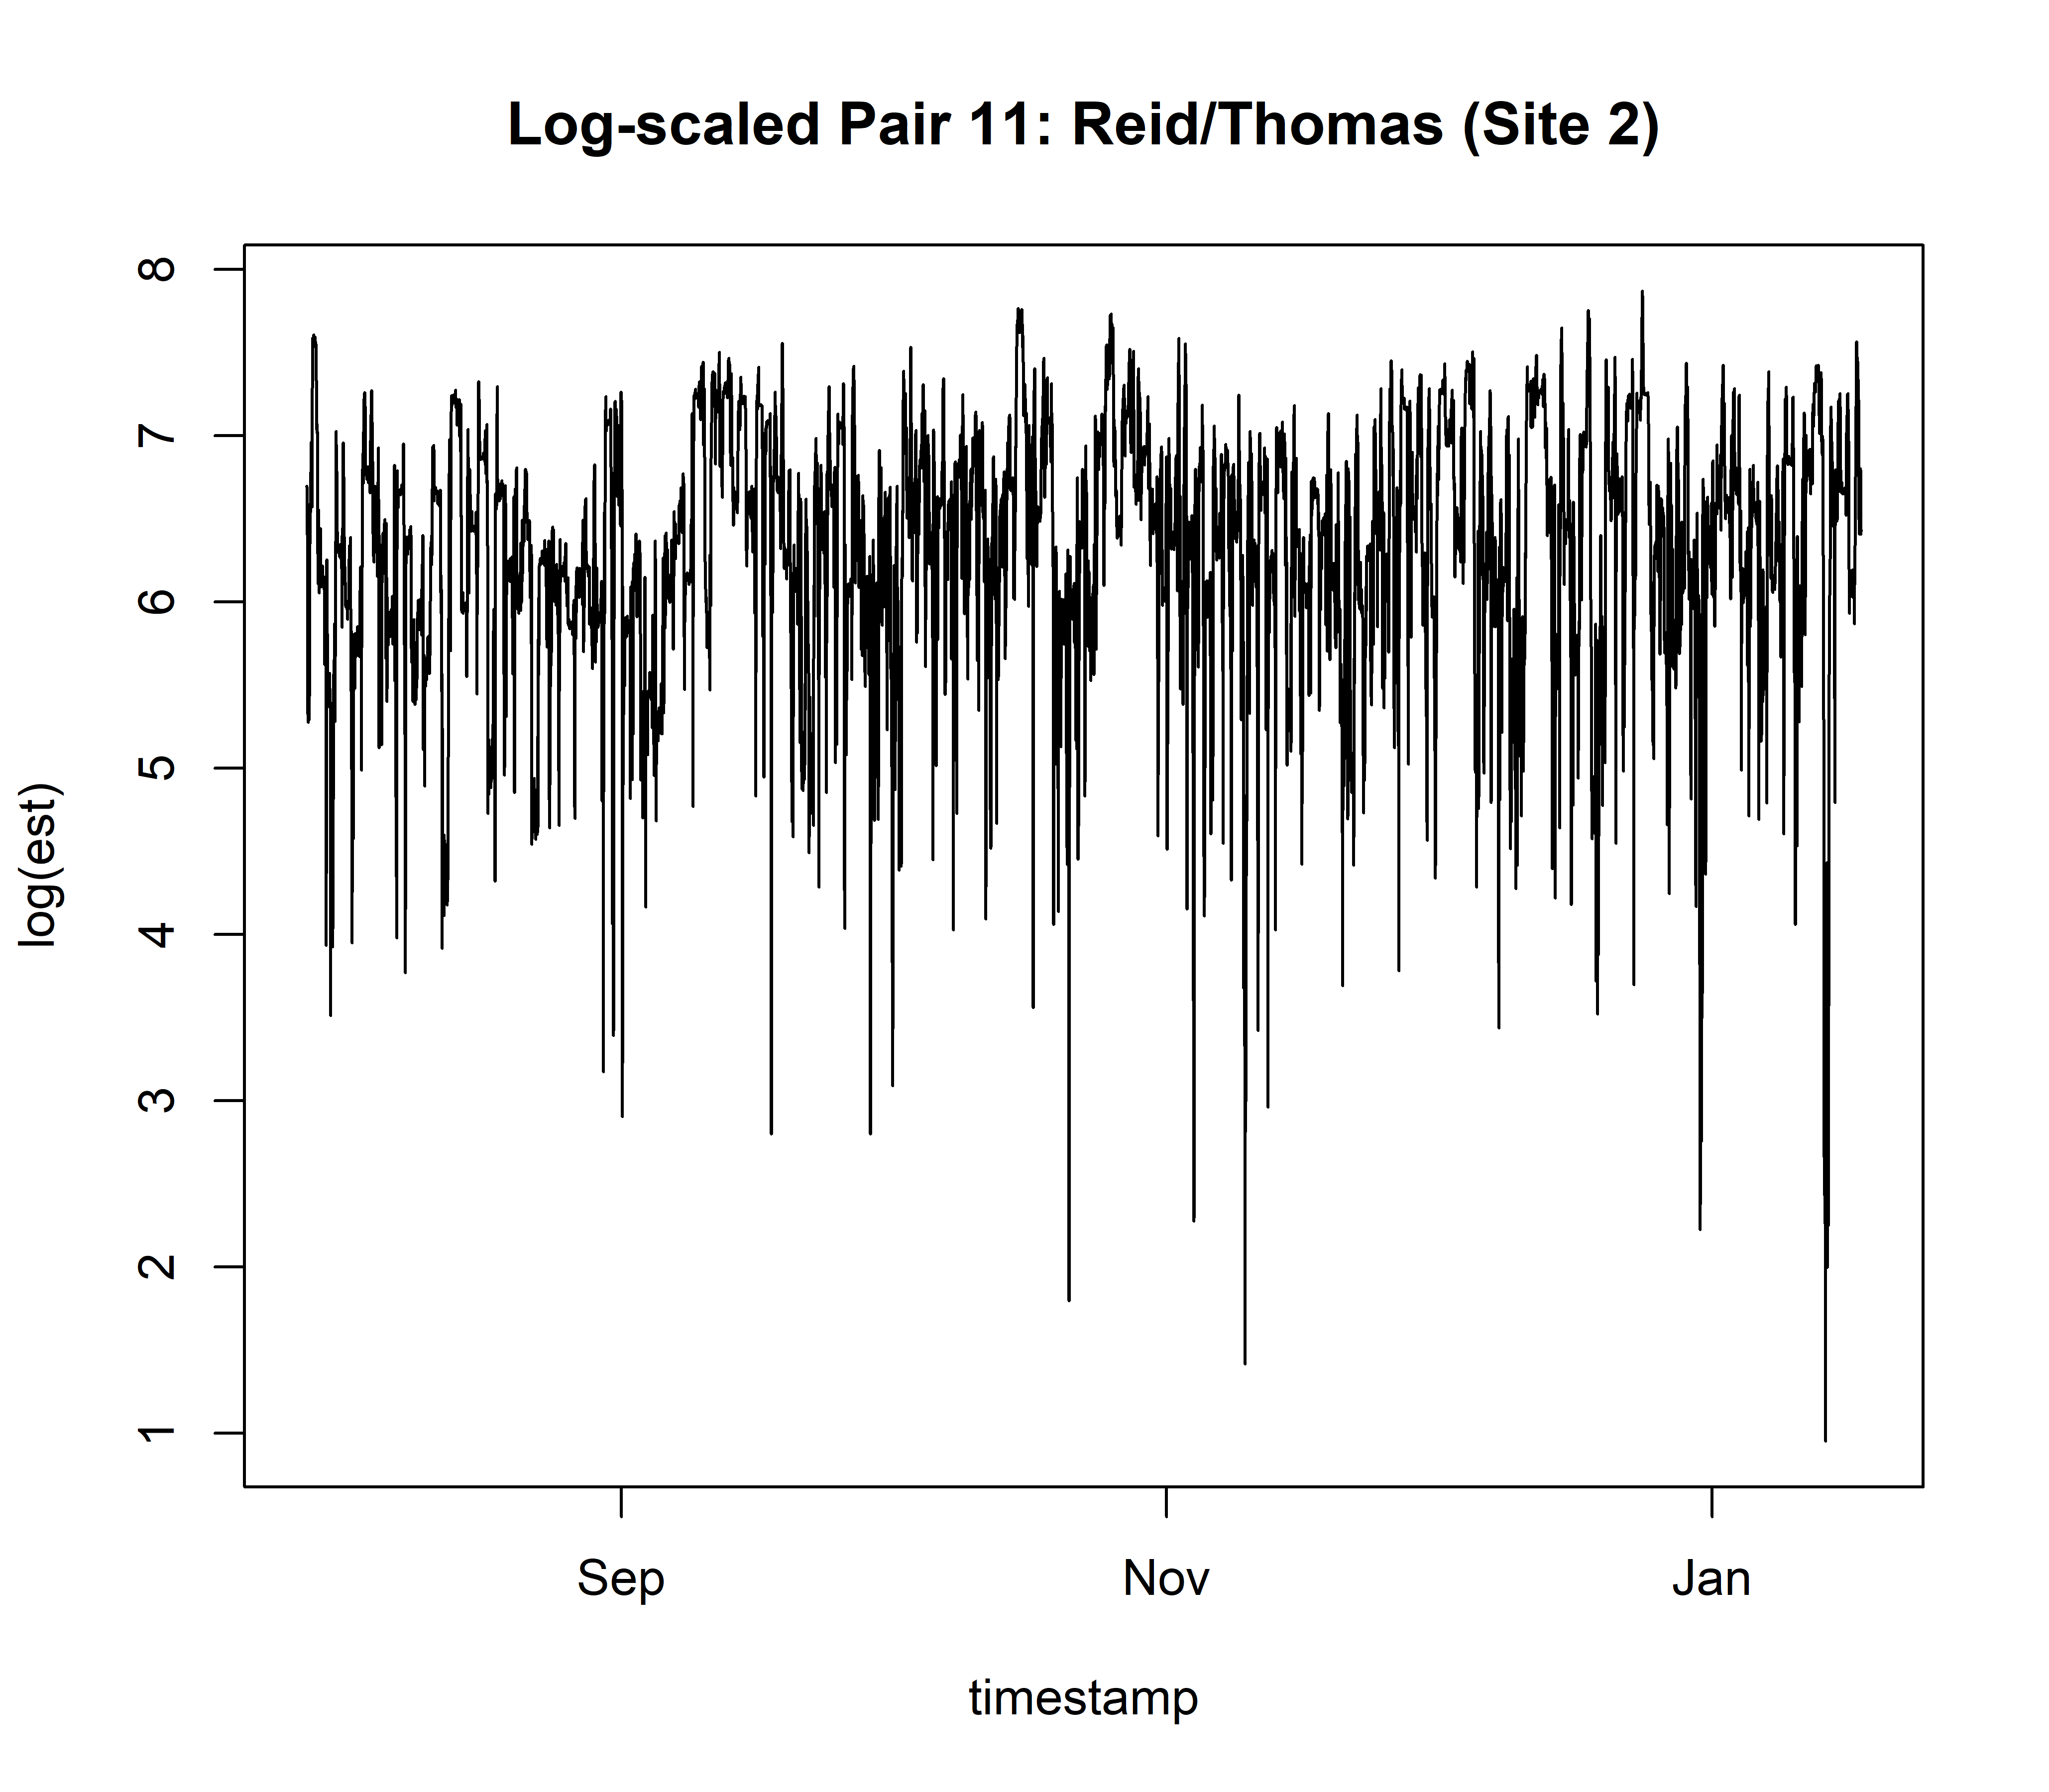 Log-scaled Pair 11: Reid/Thomas (Site 2)
8
7
6
5
4
3
2
1
log(est)
Sep Nov Jan
timestamp